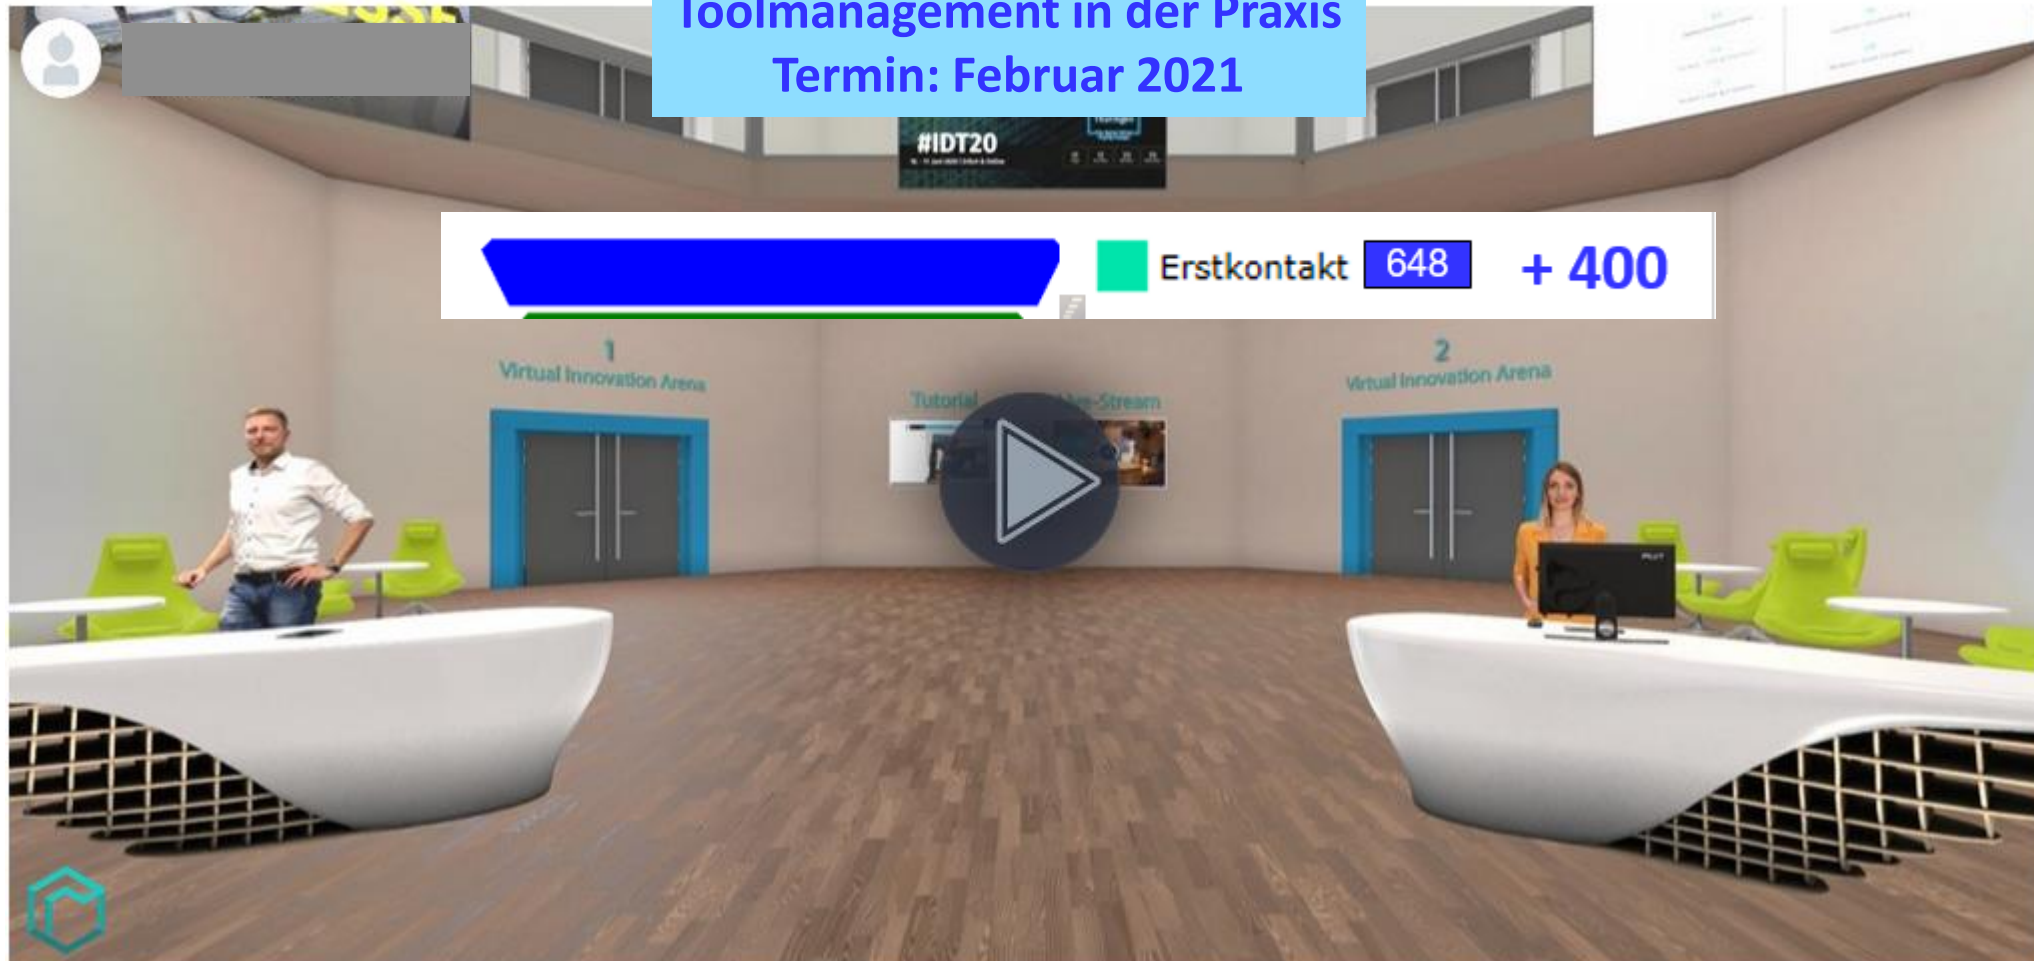 Toolmanagement in der Praxis
Termin: Februar 2021
#IDT20
Erstkontakt 648 + 400
1
Virtual Innovation Arena
2
Virtual Innovation Arena
Tutorial
-Stream